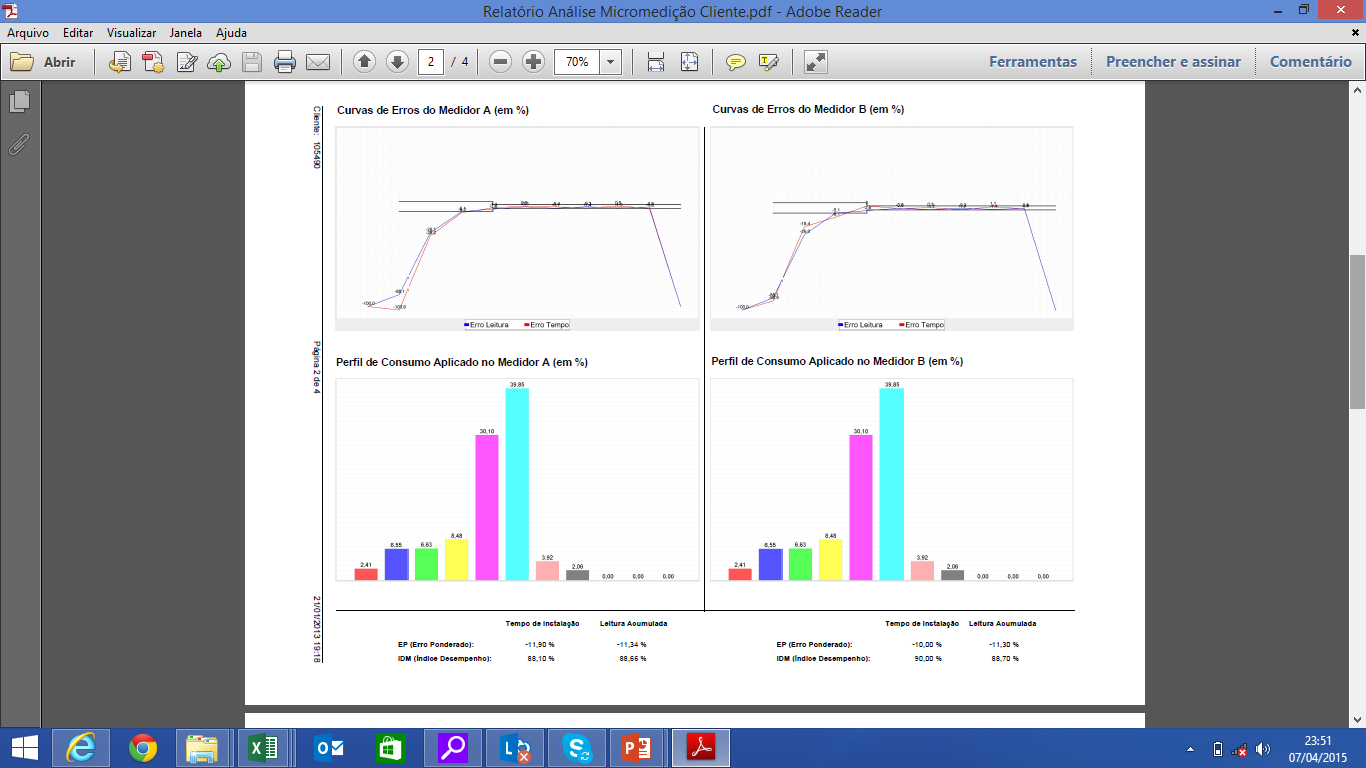 Relatório Análise Micromedição Cliente.pdf - Adobe Reader
Arquivo Editar Visualizar Janela Ajuda
Abrir 2 / 4 70% Ferramentas Preencher e assinar Comentário
Cliente: 105490
Página 2 de 4
21/01/2013 19:18
Curvas de Erros do Medidor A (em %)
-100,0
Erro Leitura Erro Tempo
Curvas de Erros do Medidor B (em %)
-100,0
Erro Leitura Erro Tempo
Perfil de Consumo Aplicado no Medidor A (em %)
2,41 6,55 6,63 8,48 30,10 39,85 3,92 2,06 0,00 0,00 0,00
Perfil de Consumo Aplicado no Medidor B (em %)
2,41 6,55 6,63 8,48 30,10 39,85 3,92 2,06 0,00 0,00 0,00
Tempo de Instalação Leitura Acumulada
EP (Erro Ponderado): -11,90 % -11,34 %
IDM (Índice Desempenho): 88,10 % 88,66 %
Tempo de Instalação Leitura Acumulada
EP (Erro Ponderado): -10,00 % -11,30 %
IDM (Índice Desempenho): 90,00 % 88,70 %
23:51
07/04/2015